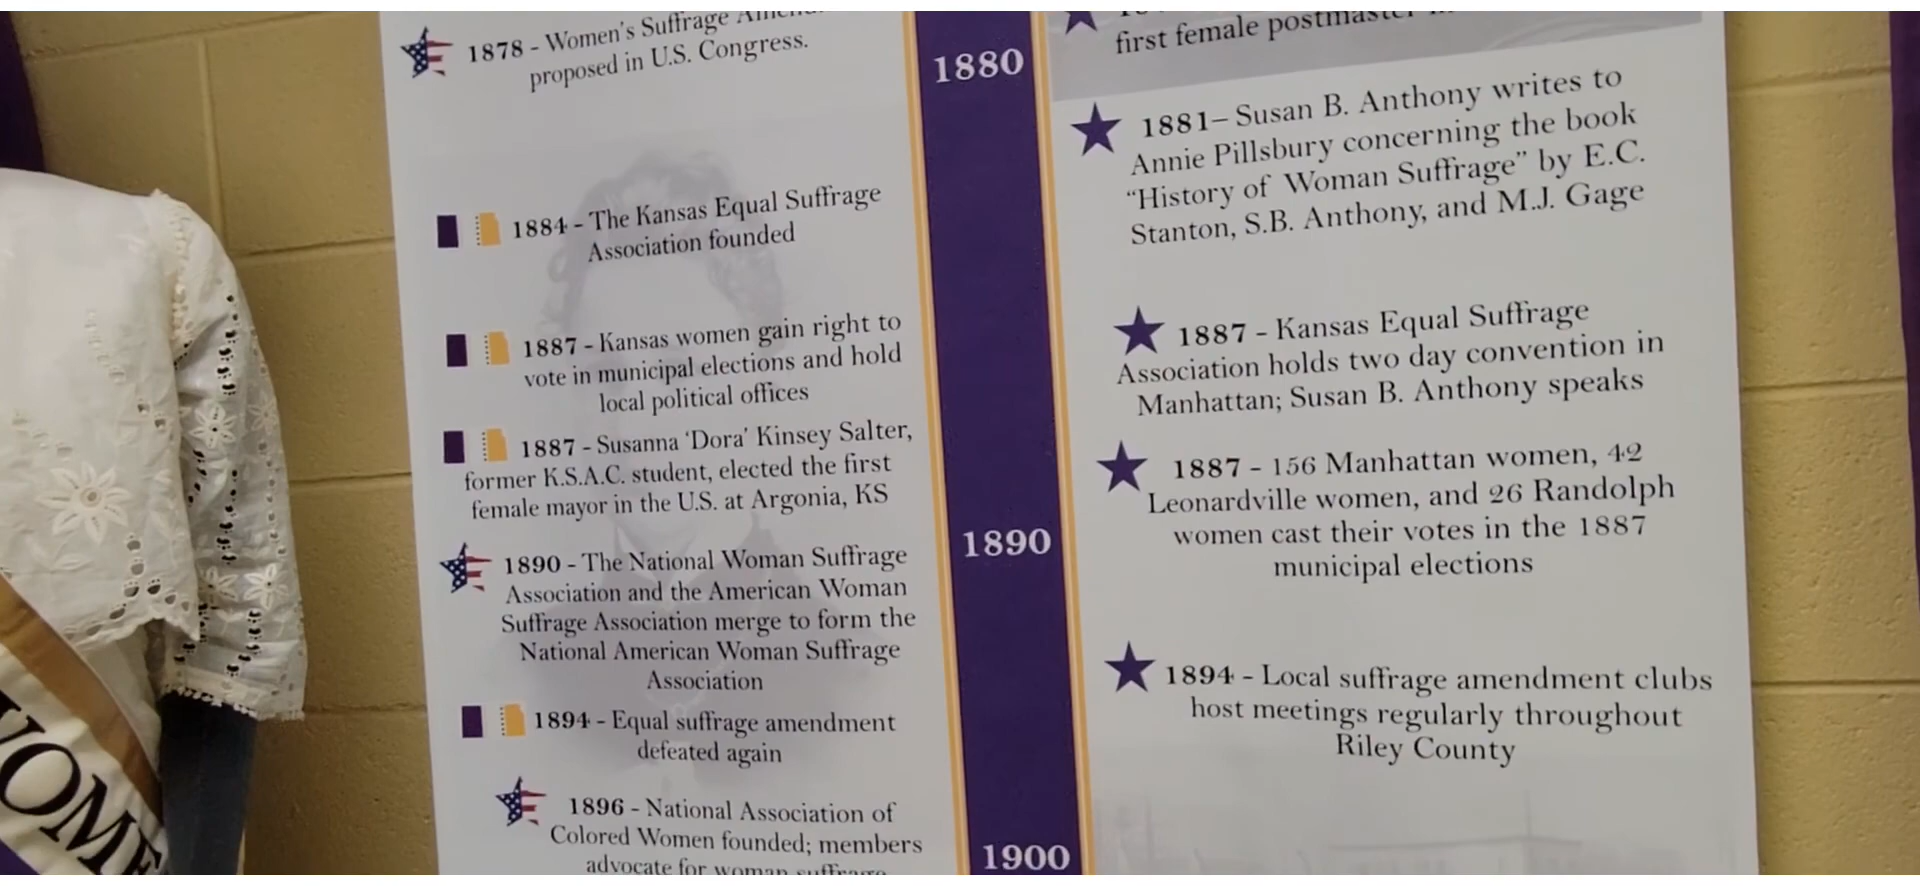 1878 - Women's Suffrage
proposed in U.S. Congress.
1884 - The Kansas Equal Suffrage
Association founded
1887 - Kansas women gain right to
vote in municipal elections and hold
local political offices
1887 - Susanna 'Dora' Kinsey Salter,
former K.S.A.C. student, elected the first
female mayor in the U.S. at Argonia, KS
1890 - The National Woman Suffrage
Association and the American Woman
Suffrage Association merge to form the
National American Woman Suffrage
Association
1894 - Equal suffrage amendment
defeated again
1896 - National Association of
Colored Women founded; members
advocate for woman suffrage
1880
1890
1900
first female postmaster
1881– Susan B. Anthony writes to
Annie Pillsbury concerning the book
“History of Woman Suffrage” by E.C.
Stanton, S.B. Anthony, and M.J. Gage
1887 - Kansas Equal Suffrage
Association holds two day convention in
Manhattan; Susan B. Anthony speaks
1887 - 156 Manhattan women, 42
Leonardville women, and 26 Randolph
women cast their votes in the 1887
municipal elections
1894 - Local suffrage amendment clubs
host meetings regularly throughout
Riley County